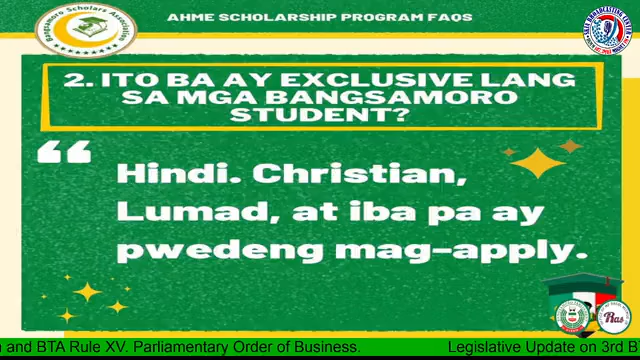 AHME SCHOLARSHIP PROGRAM FAQS
Bangsamoro Scholars Association
2. ITO BA AY EXCLUSIVE LANG
SA MGA BANGSAMORO
STUDENT?
Hindi. Christian,
Lumad, at iba pa ay
pwedeng mag-apply.
and BTA Rule XV. Parliamentary Order of Business. Legislative Update on 3rd B